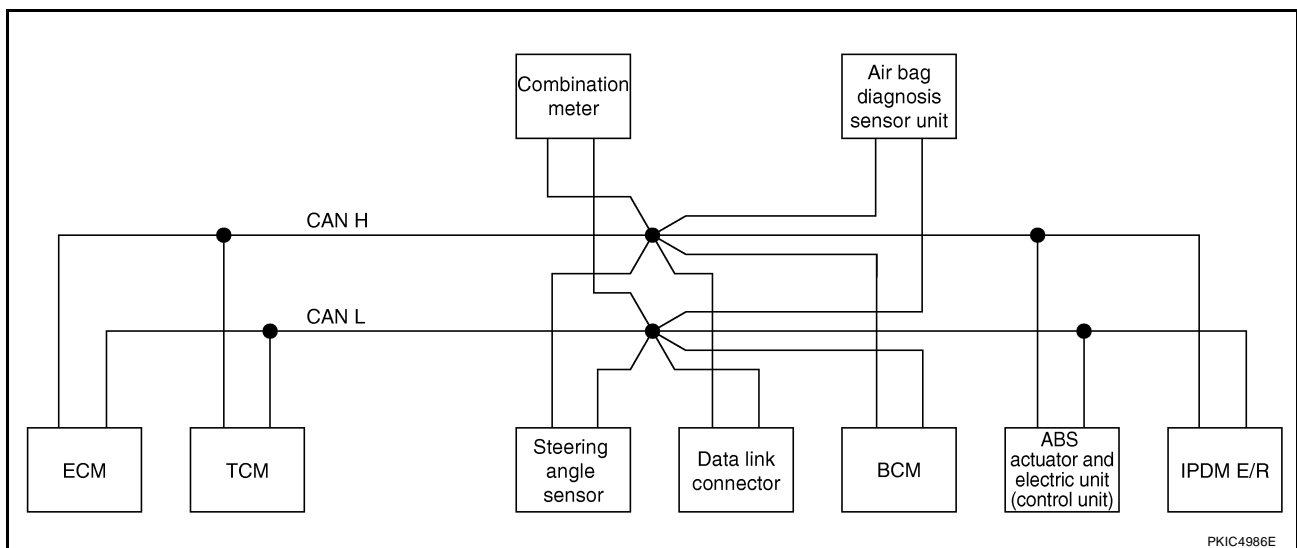 Combination
meter
Air bag
diagnosis
sensor unit
CAN H
CAN L
ECM
TCM
Steering
angle
sensor
Data link
connector
BCM
ABS
actuator and
electric unit
(control unit)
IPDM E/R
PKIC4986E